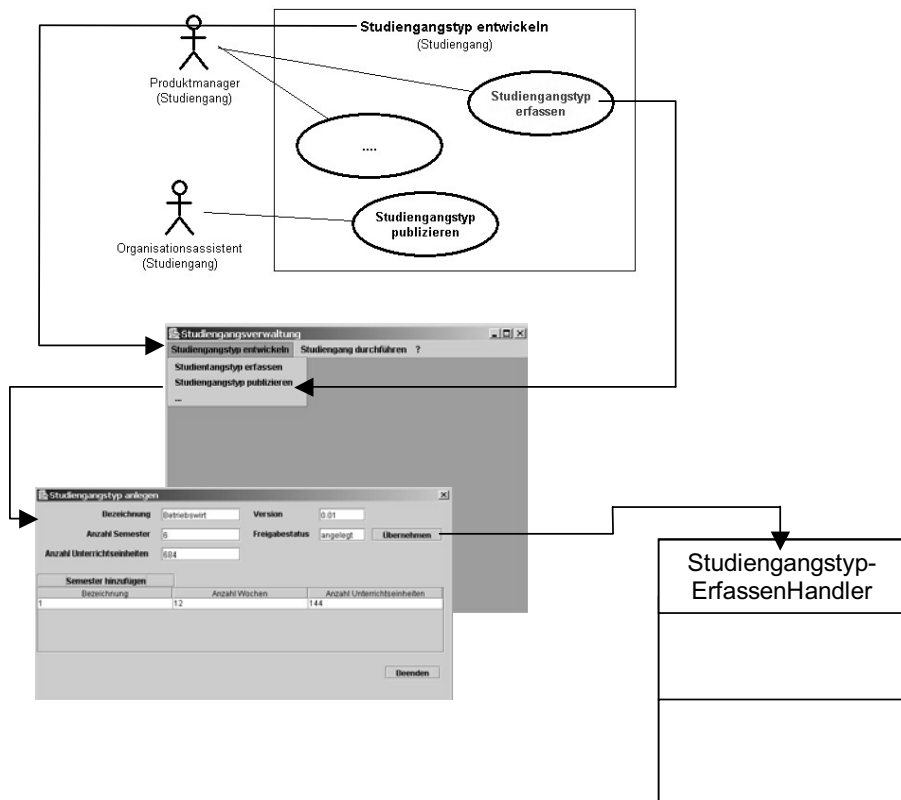 Studiengangstyp entwickeln
(Studiengang)
Produktmanager
(Studiengang)
Studiengangstyp
erfassen
....
Organisationsassistent
(Studiengang)
Studiengangstyp
publizieren
Studiengangsverwaltung
Studiengangstyp entwickeln Studiengang durchführen ?
Studientangstyp erfassen
Studiengangstyp publizieren
...
Studiengangstyp anlegen
Bezeichnung Betriebswirt Version 0.01
Anzahl Semester 6 Freigabestatus angelegt Übernehmen
Anzahl Unterrichtseinheiten 684
Semester hinzufügen
Bezeichnung Anzahl Wochen Anzahl Unterrichtseinheiten
1 12 144
Beenden
Studiengangstyp-
ErfassenHandler